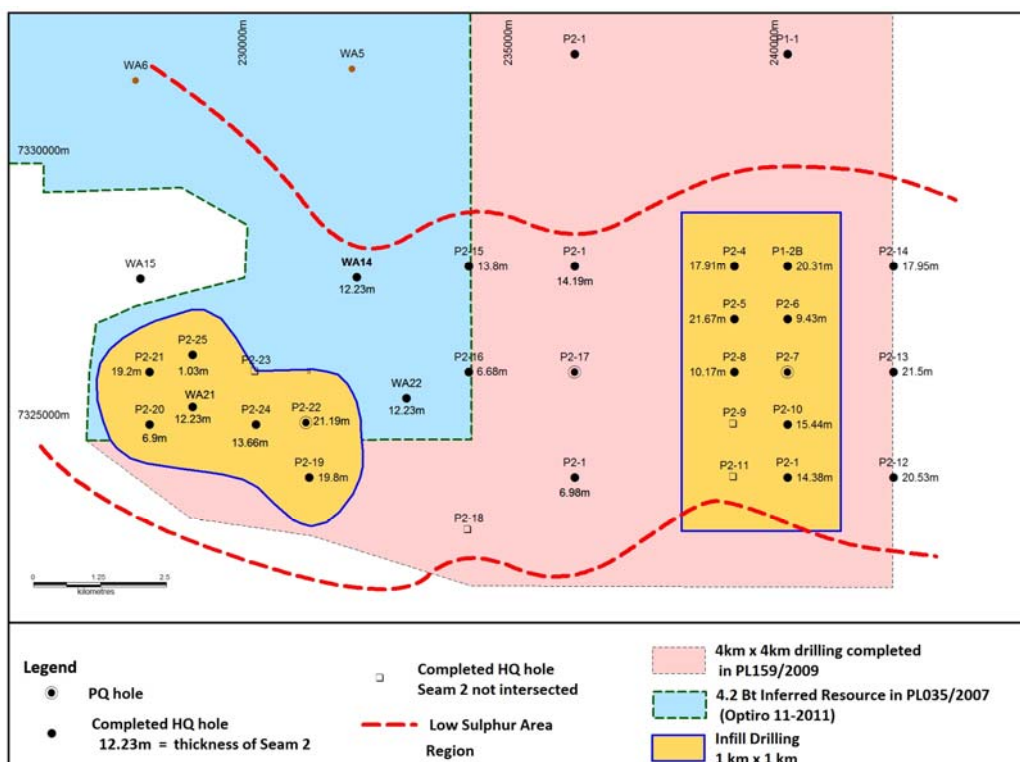 230000m
235000m
240000m
P2-1
P1-1
WA5
WA6
7330000m
P2-15
13.8m
P2-1
14.19m
P2-4
17.91m
P1-2B
20.31m
P2-14
17.95m
WA15
WA14
12.23m
P2-5
21.67m
P2-6
9.43m
P2-25
1.03m
P2-21
19.2m
P2-23
P2-16
6.68m
P2-17
P2-8
10.17m
P2-7
P2-13
21.5m
WA21
12.23m
WA22
12.23m
7325000m
P2-20
6.9m
P2-24
13.66m
P2-22
21.19m
P2-9
P2-10
15.44m
P2-19
19.8m
P2-1
6.98m
P2-11
P2-1
14.38m
P2-12
20.53m
P2-18
0 1.25 2.5
kilometres
Legend
PQ hole
Completed HQ hole
12.23m = thickness of Seam 2
Completed HQ hole
Seam 2 not intersected
Low Sulphur Area
Region
4km x 4km drilling completed
in PL159/2009
4.2 Bt Inferred Resource in PL035/2007
(Optiro 11-2011)
Infill Drilling
1 km x 1 km